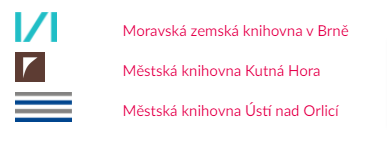 Moravská zemská knihovna v Brně
Městská knihovna Kutná Hora
Městská knihovna Ústí nad Orlicí